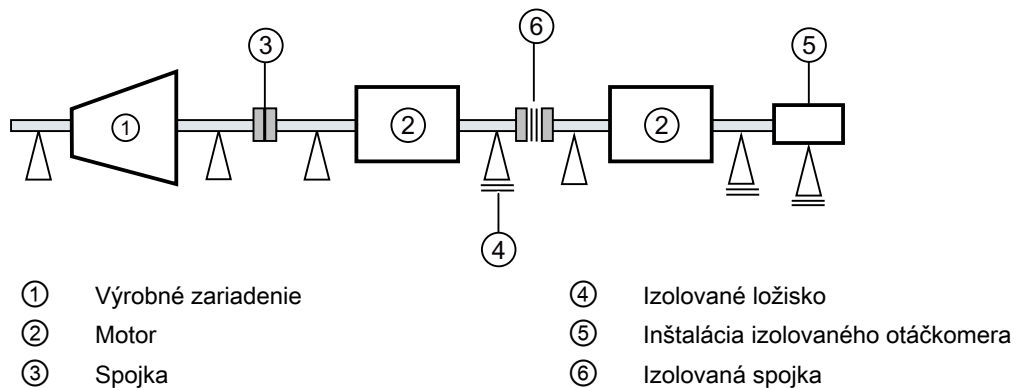 ③ ⑥ ⑤
① ② ②
④
① Výrobné zariadenie ④ Izolované ložisko
② Motor ⑤ Inštalácia izolovaného otáčkomera
③ Spojka ⑥ Izolovaná spojka